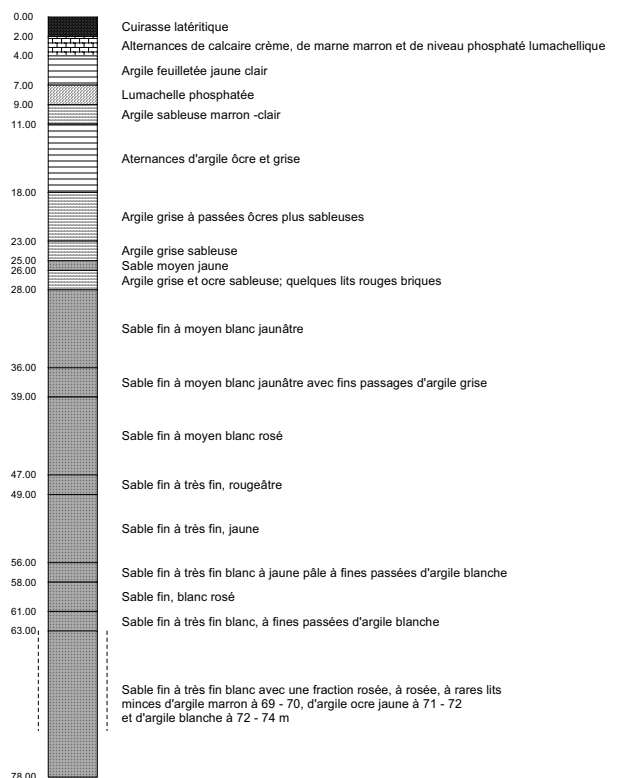 0.00
Cuirasse latéritique
2.00
Alternances de calcaire crème, de marne marron et de niveau phosphaté lumachellique
4.00
Argile feuilletée jaune clair
7.00
Lumachelle phosphatée
9.00
Argile sableuse marron -clair
11.00
Aternances d'argile ôcre et grise
18.00
Argile grise à passées ôcres plus sableuses
23.00
Argile grise sableuse
25.00
Sable moyen jaune
26.00
Argile grise et ocre sableuse; quelques lits rouges briques
28.00
Sable fin à moyen blanc jaunâtre
36.00
Sable fin à moyen blanc jaunâtre avec fins passages d'argile grise
39.00
Sable fin à moyen blanc rosé
47.00
Sable fin à très fin, rougeâtre
49.00
Sable fin à très fin, jaune
56.00
Sable fin à très fin blanc à jaune pâle à fines passées d'argile blanche
58.00
Sable fin, blanc rosé
61.00
Sable fin à très fin blanc, à fines passées d'argile blanche
63.00
Sable fin à très fin blanc avec une fraction rosée, à rosée, à rares lits
minces d'argile marron à 69 - 70, d'argile ocre jaune à 71 - 72
et d'argile blanche à 72 - 74 m
78.00